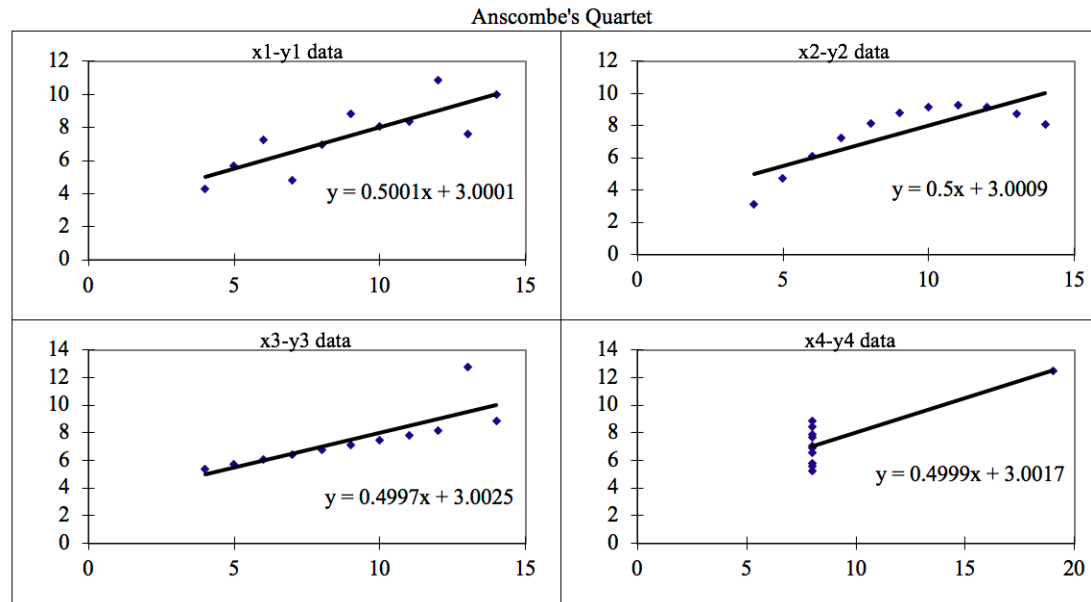 Anscombe's Quartet
x1-y1 data
12
10
8
6
4
2
0
y = 0.5001x + 3.0001
0 5 10 15
x2-y2 data
12
10
8
6
4
2
0
y = 0.5x + 3.0009
0 5 10 15
x3-y3 data
14
12
10
8
6
4
2
0
y = 0.4997x + 3.0025
0 5 10 15
x4-y4 data
14
12
10
8
6
4
2
0
y = 0.4999x + 3.0017
0 5 10 15 20